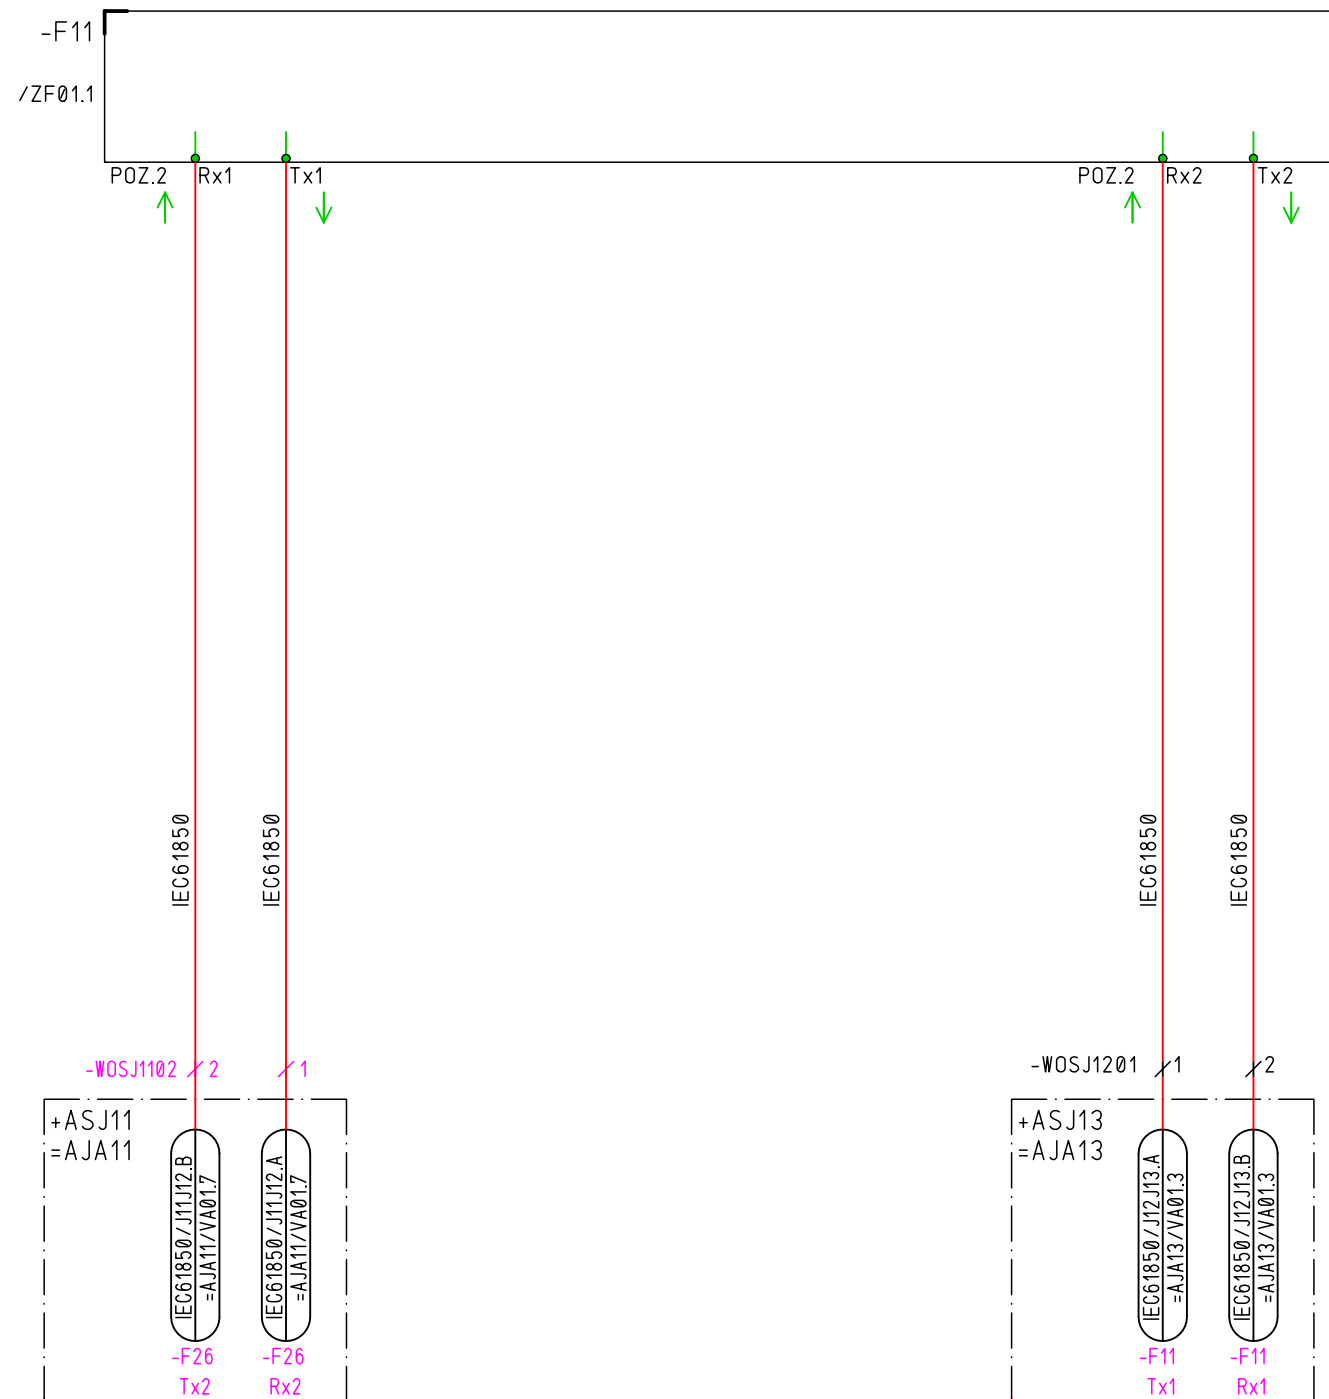 -F11
/ZF01.1
POZ.2 Rx1 Tx1 POZ.2 Rx2 Tx2
IEC61850
IEC61850
IEC61850
IEC61850
-WOSJ1102 2 1
-WOSJ1201 1 2
+ASJ11
=AJA11
IEC61850/J11J12.B
=AJA11/VA01.7
IEC61850/J11J12.A
=AJA11/VA01.7
-F26 -F26
Tx2 Rx2
+ASJ13
=AJA13
IEC61850/J12J13.A
=AJA13/VA01.3
IEC61850/J12J13.B
=AJA13/VA01.3
-F11 -F11
Tx1 Rx1